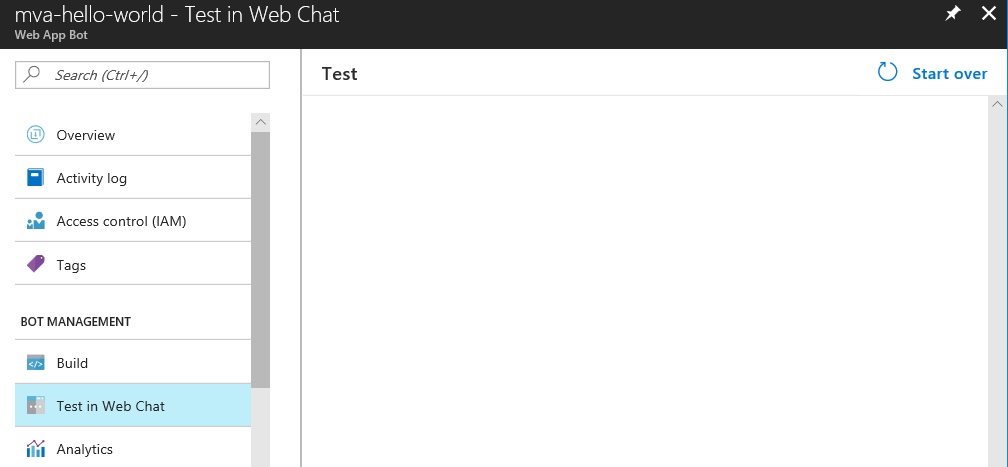 mva-hello-world - Test in Web Chat
Web App Bot
Search (Ctrl+/)
Overview
Activity log
Access control (IAM)
Tags
BOT MANAGEMENT
Build
Test in Web Chat
Analytics
Test
Start over